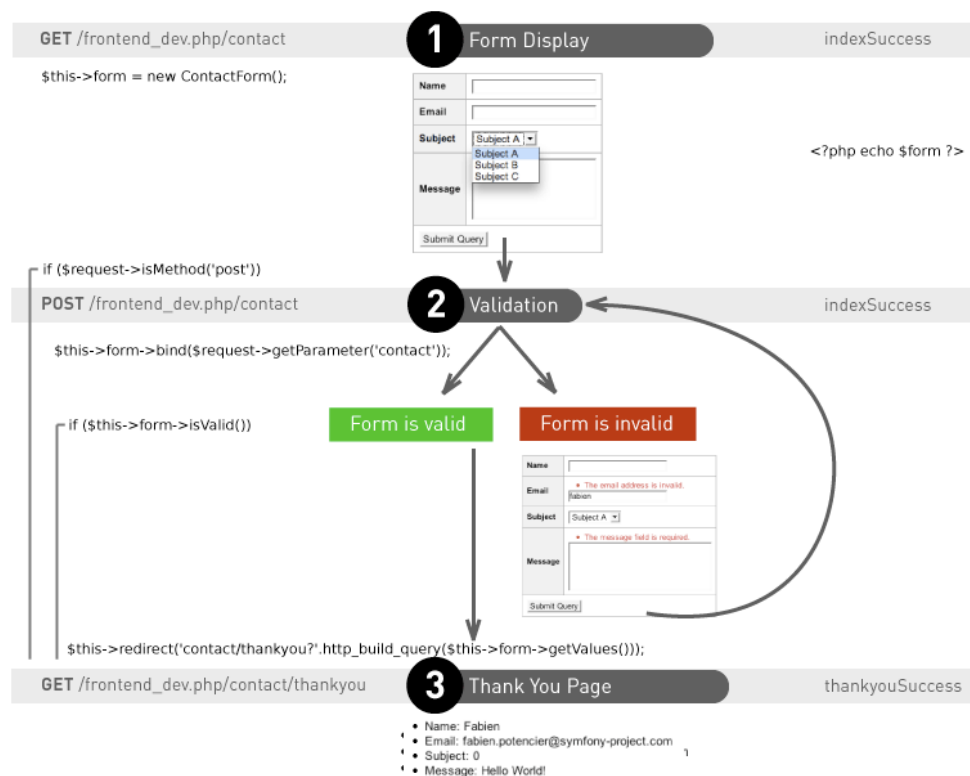 GET /frontend_dev.php/contact 1 Form Display indexSuccess
$this->form = new ContactForm();
Name
Email
Subject Subject A
Subject A
Subject B
Subject C
<?php echo $form ?>
Message
Submit Query
if ($request->isMethod('post'))
POST /frontend_dev.php/contact 2 Validation indexSuccess
$this->form->bind($request->getParameter('contact'));
if ($this->form->isValid())
Form is valid Form is invalid
Name
• The email address is invalid.
Email fabien
Subject Subject A
• The message field is required.
Message
Submit Query
$this->redirect('contact/thankyou?'.http_build_query($this->form->getValues()));
GET /frontend_dev.php/contact/thankyou 3 Thank You Page thankyouSuccess
• Name: Fabien
• Email: fabien.potencier@symfony-project.com
• Subject: 0
• Message: Hello World!